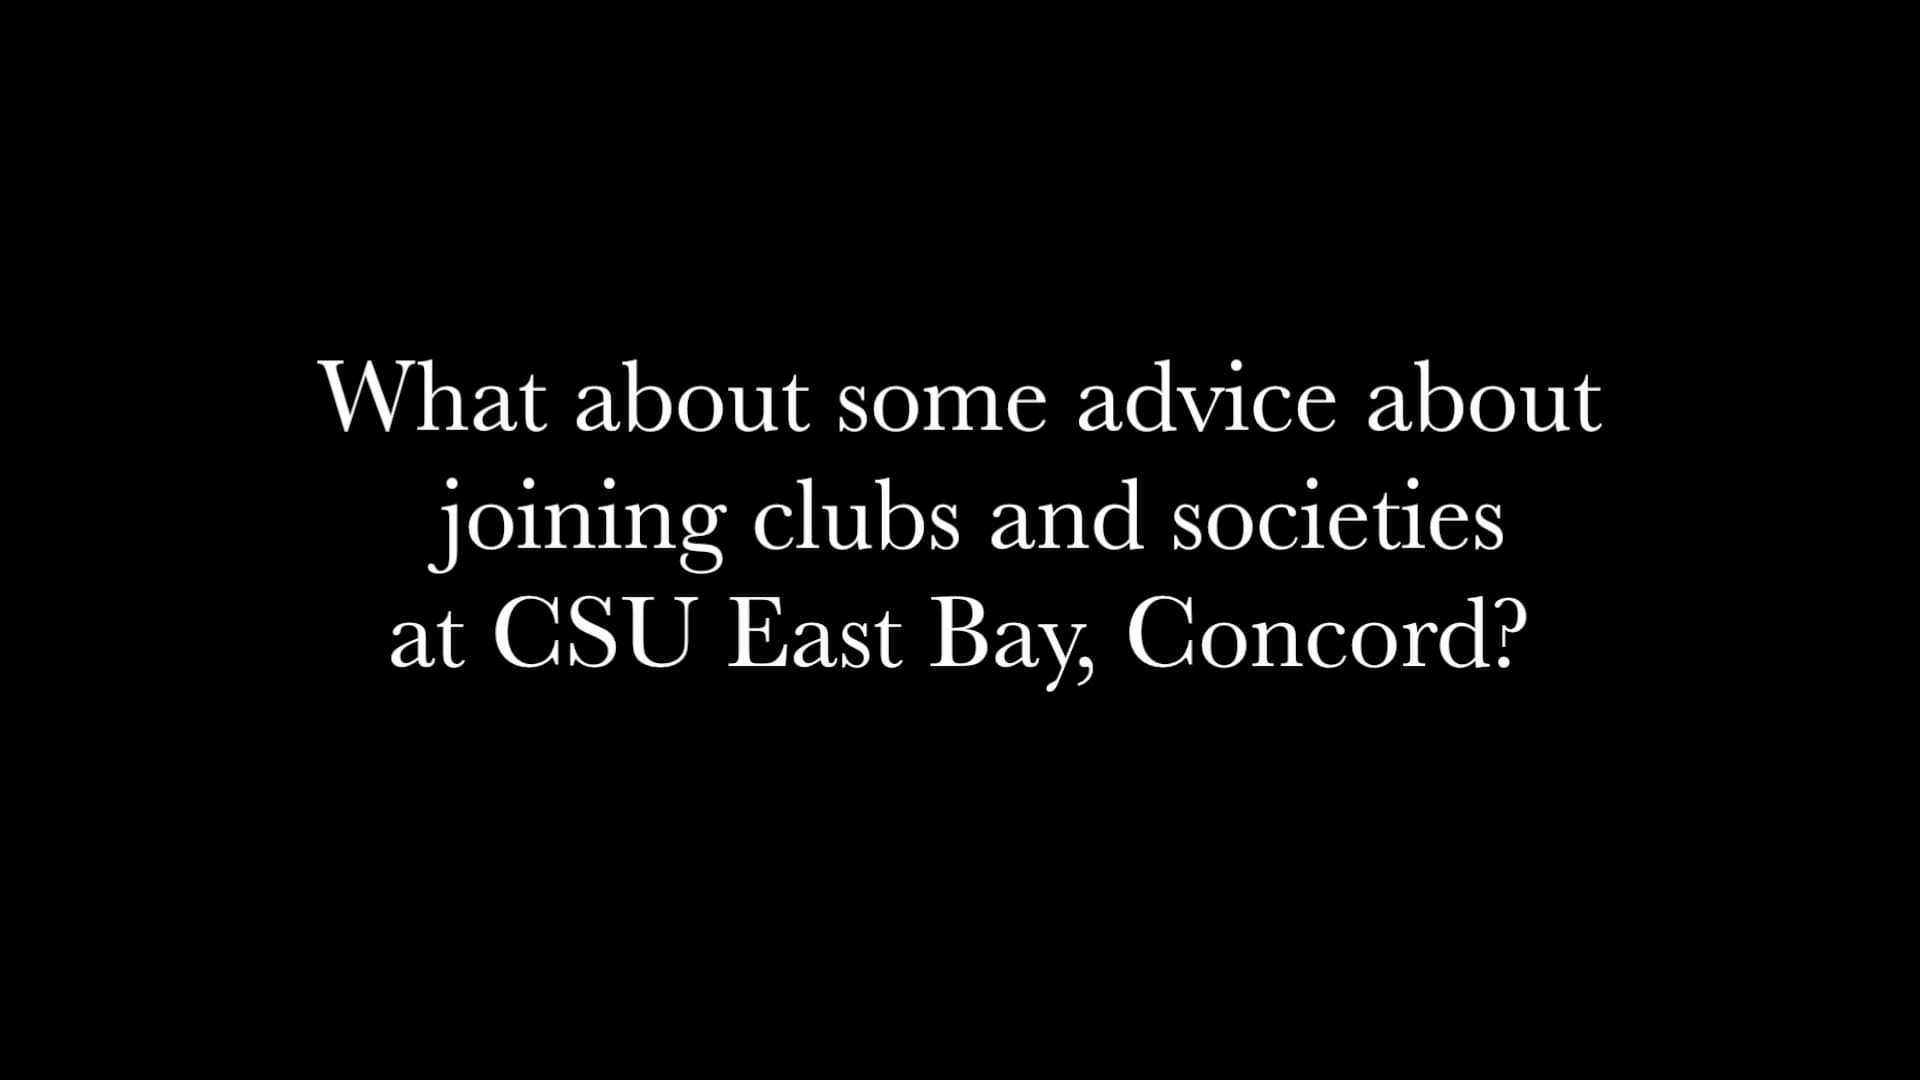 What about some advice about
joining clubs and societies
at CSU East Bay, Concord?